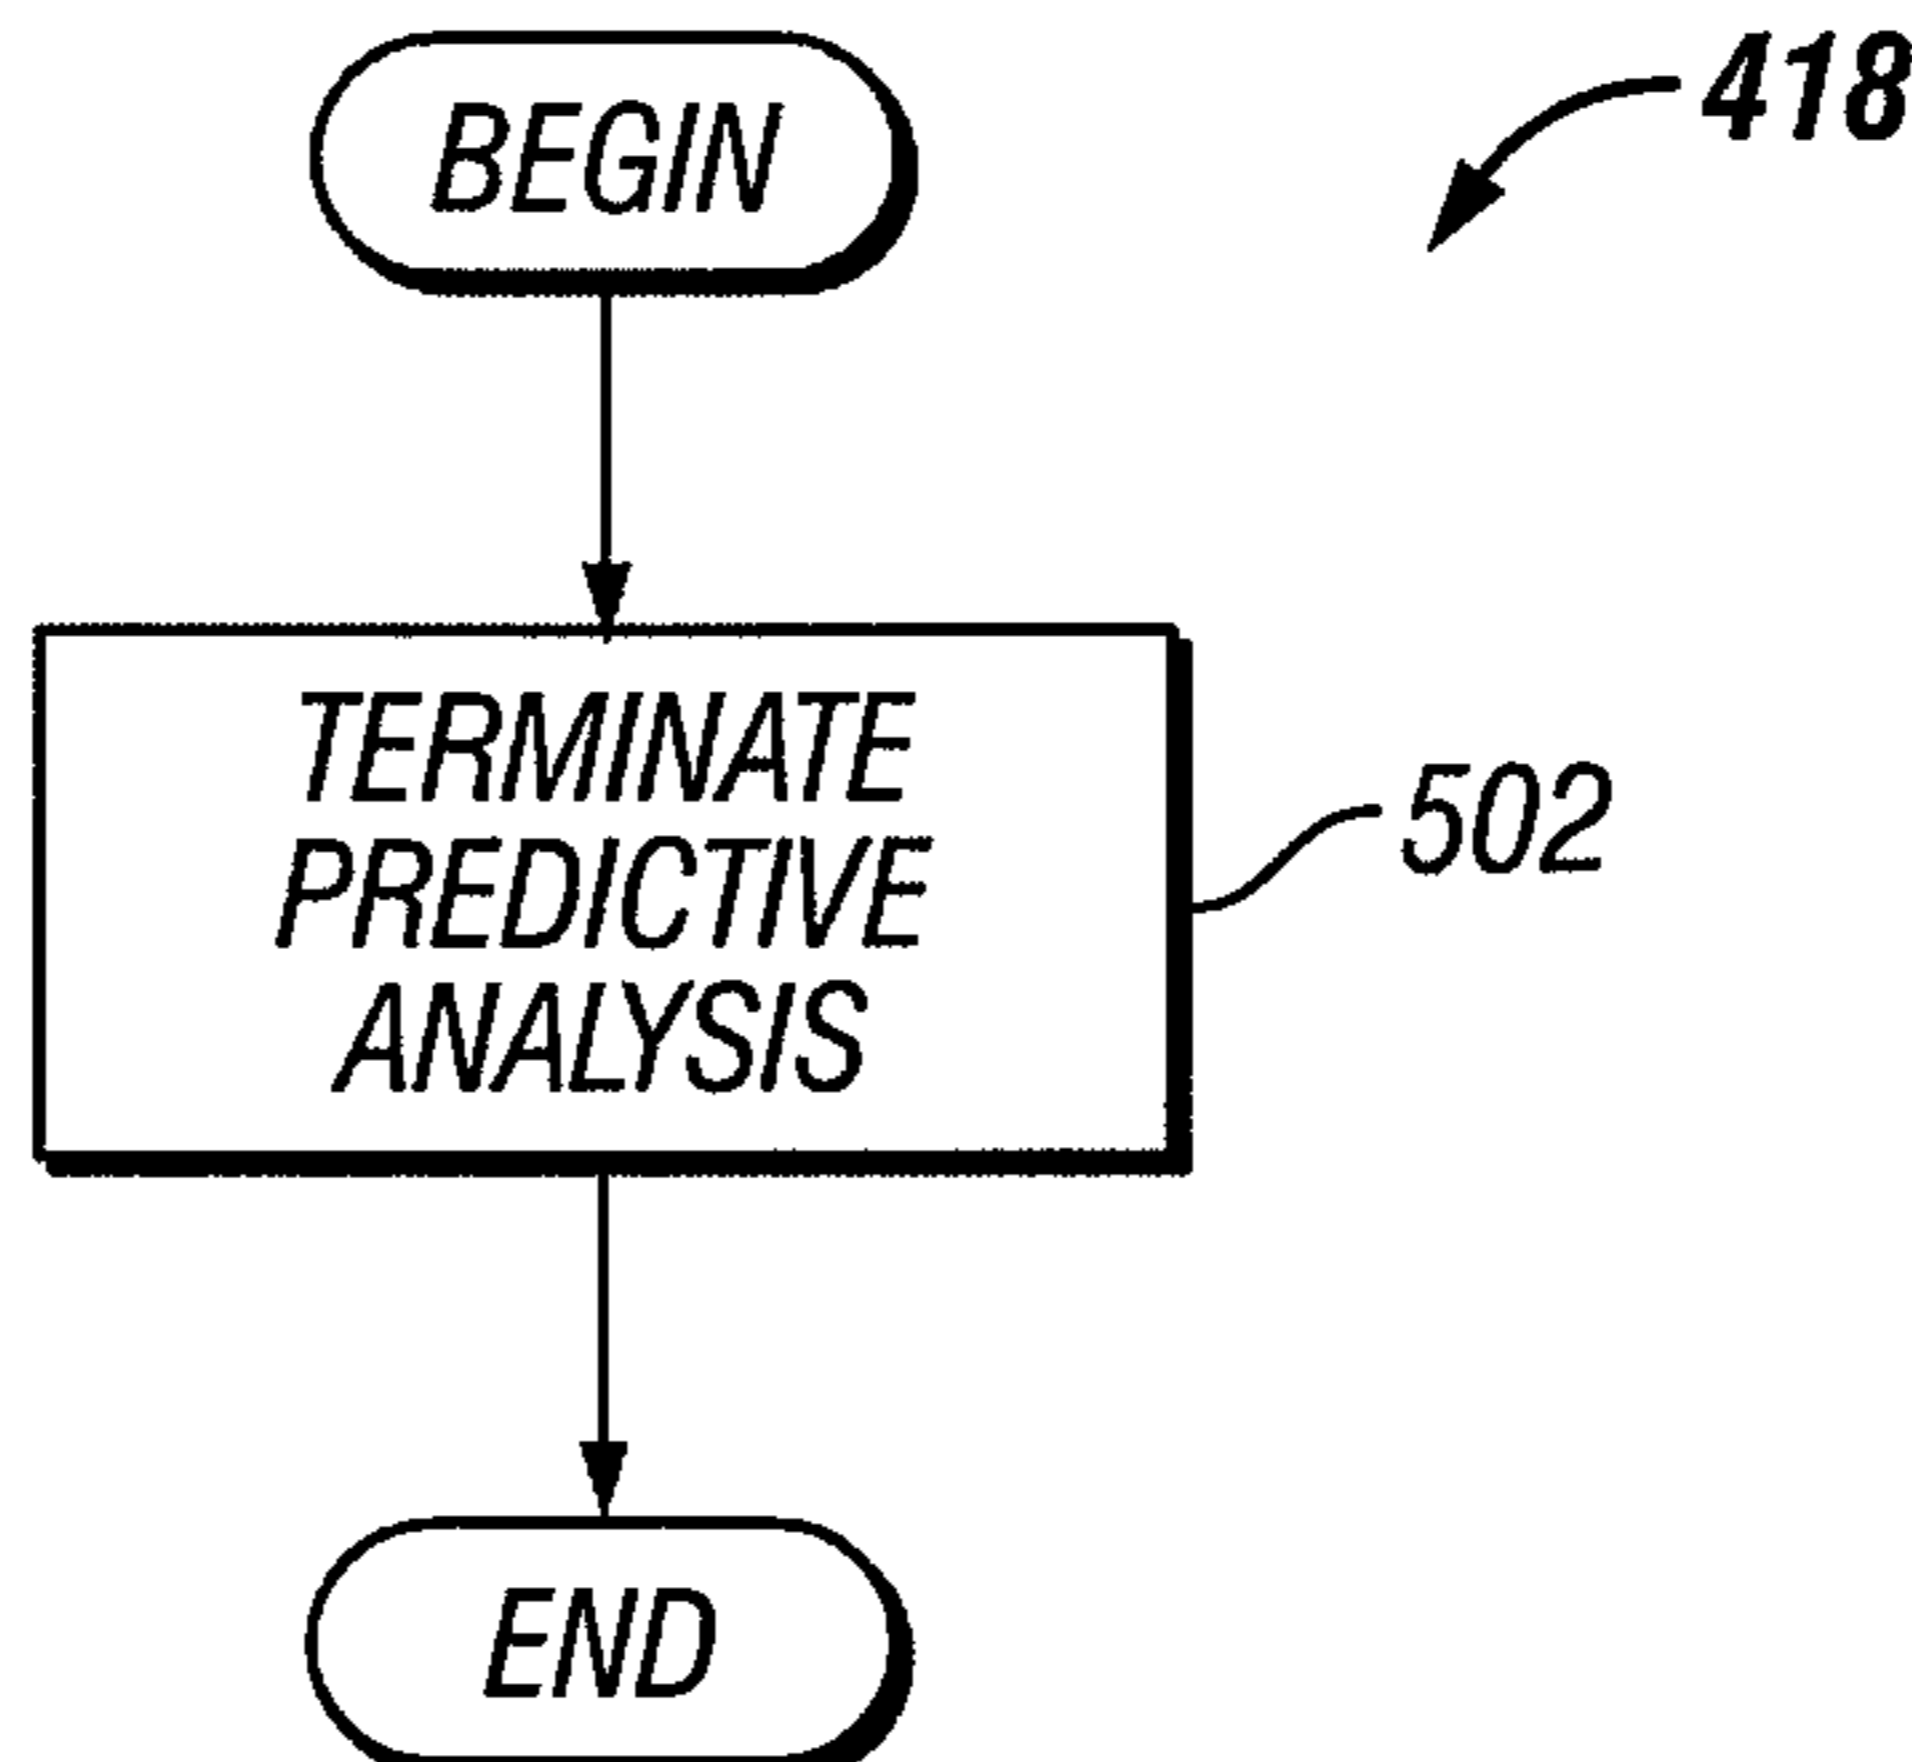 BEGIN
418
TERMINATE
PREDICTIVE
ANALYSIS
502
END